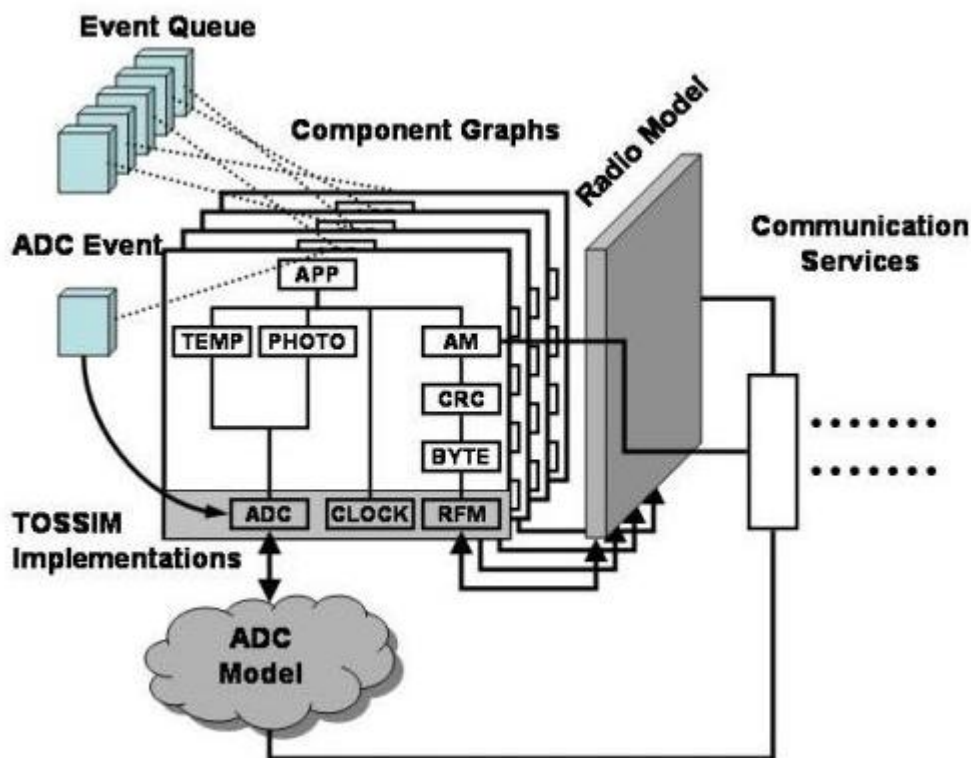 Event Queue
Component Graphs
Radio Model
ADC Event
Communication
Services
APP
TEMP
PHOTO
AM
CRC
BYTE
ADC
CLOCK
RFM
TOSSIM
Implementations
ADC
Model